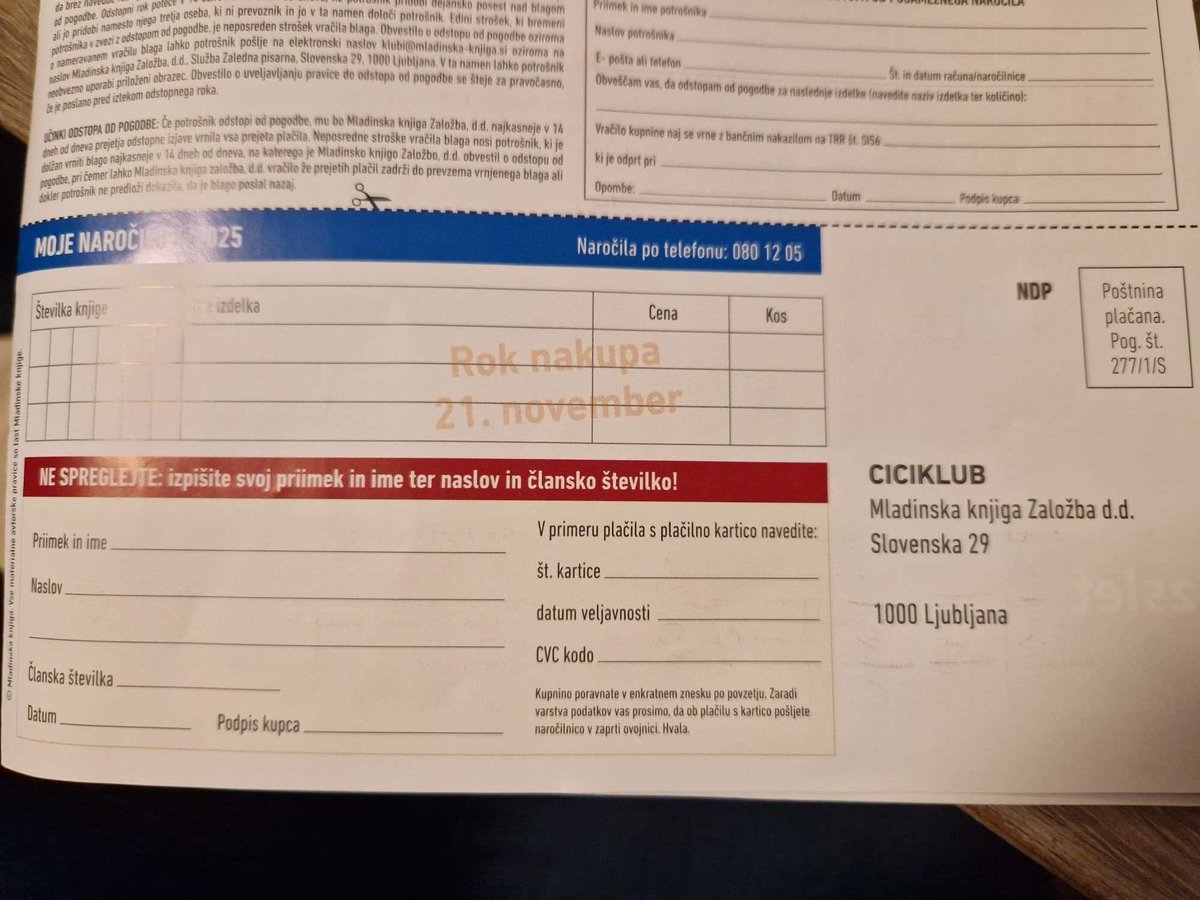 od pogodbe. Odstopni rok poteče v 14
ali jo pridobi namesto njega tretja oseba, ki ni prevoznik in jo v ta namen določi potrošnik. Edini strošek, ki bremeni
potrošnika v zvezi z odstopom od pogodbe, je neposreden strošek vračila blaga. Obvestilo o odstopu od pogodbe oziroma
o nameravanem vračilu blaga lahko potrošnik pošlje na elektronski naslov klubi@mladinska-knjiga.si oziroma na
naslov Mladinska knjiga Založba, d.d., Služba Zaledna pisarna, Slovenska 29, 1000 Ljubljana. V ta namen lahko potrošnik
neobvezno uporabi priloženi obrazec. Obvestilo o uveljavljanju pravice do odstopa od pogodbe se šteje za pravočasno,
če je poslano pred iztekom odstopnega roka.
UČINKI ODSTOPA OD POGODBE: Če potrošnik odstopi od pogodbe, mu bo Mladinska knjiga Založba, d.d. najkasneje v 14
dneh od dneva prejetja odstopne izjave vrnila vsa prejeta plačila. Neposredne stroške vračila blaga nosi potrošnik, ki je
dolžan vrniti blago najkasneje v 14 dneh od dneva, na katerega je Mladinsko knjigo Založbo, d.d. obvestil o odstopu od
pogodbe, pri čemer lahko Mladinska knjiga založba, d.d. vračilo že prejetih plačil zadrži do prevzema vrnjenega blaga ali
dokler potrošnik ne predloži dokazila, da je blago poslal nazaj.
Priimek in ime potrošnika
Naslov potrošnika
E- pošta ali telefon Št. in datum računa/naročilnice
Obveščam vas, da odstopam od pogodbe za naslednje izdelke (navedite naziv izdelka ter količino):
Vračilo kupnine naj se vrne z bančnim nakazilom na TRR št. SI56
ki je odprt pri
Opombe: Datum Podpis kupca
MOJE NAROČI 2025 Naročila po telefonu: 080 12 05
Številka knjige izdelka Cena Kos
Rok nakupa
21. november
NE SPREGLEJTE: izpišite svoj priimek in ime ter naslov in člansko številko!
Priimek in ime
Naslov
Članska številka
Datum Podpis kupca
V primeru plačila s plačilno kartico navedite:
št. kartice
datum veljavnosti
CVC kodo
Kupnino poravnate v enkratnem znesku po povzetju. Zaradi
varstva podatkov vas prosimo, da ob plačilu s kartico pošljete
naročilnico v zaprti ovojnici. Hvala.
© Mladinska knjiga. Vse materialne avtorske pravice so last Mladinske knjige.
NDP
Poštnina
plačana.
Pog. št.
277/1/S
CICIKLUB
Mladinska knjiga Založba d.d.
Slovenska 29
1000 Ljubljana